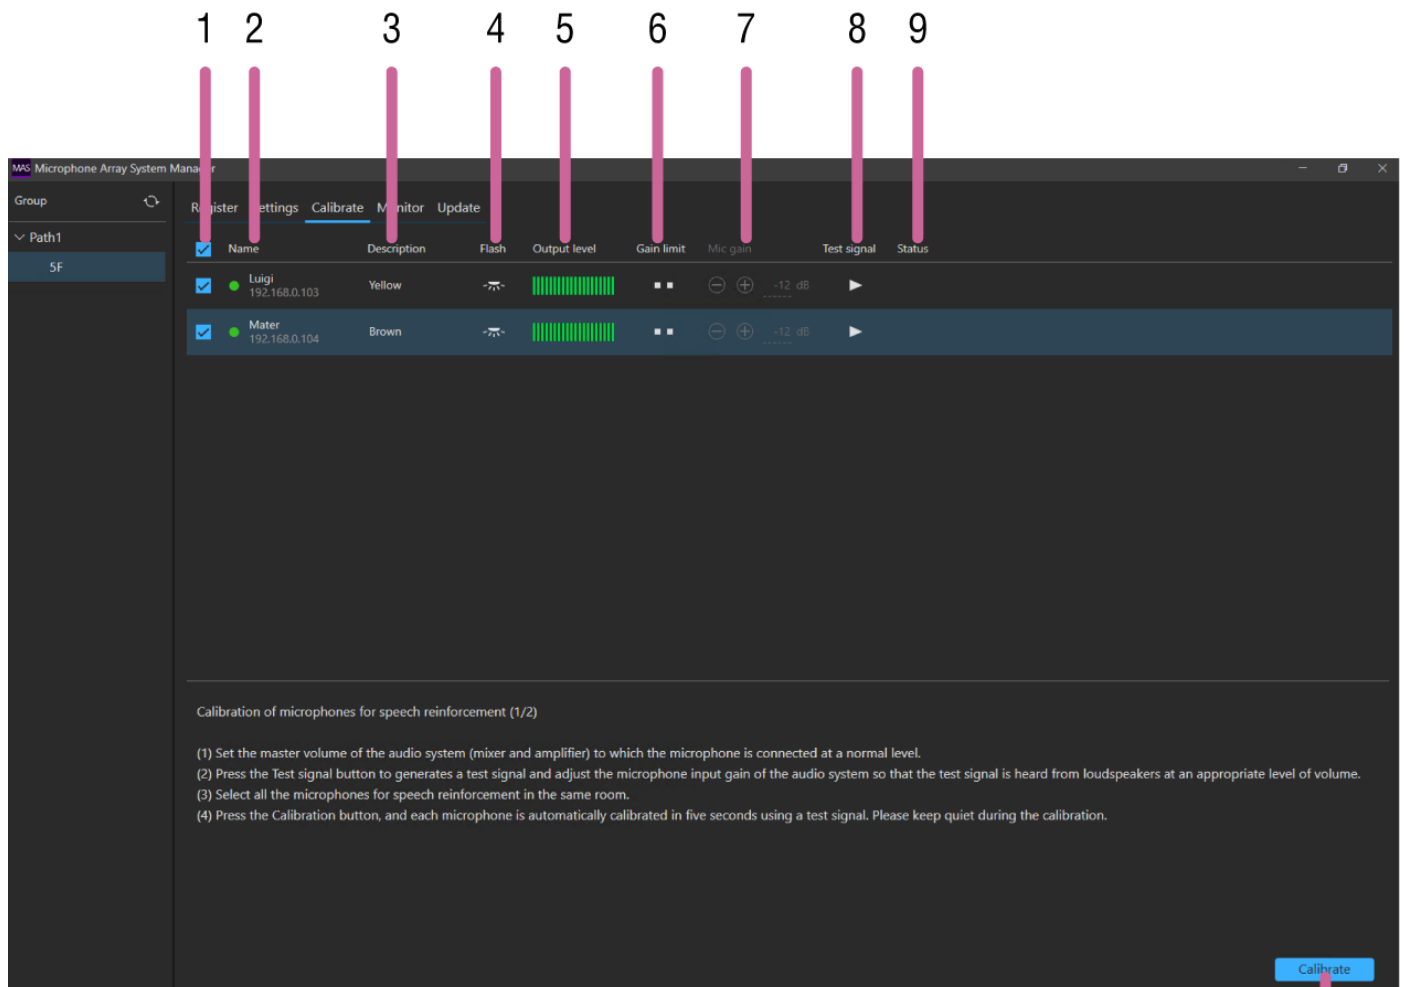 1 2 3 4 5 6 7 8 9
MAS Microphone Array System Manager
Group
Register Settings Calibrate Monitor Update
Path1
Name Description Flash Output level Gain limit Mic gain Test signal Status
5F
Luigi
192.168.0.103
Yellow
-12 dB
Mater
192.168.0.104
Brown
-12 dB
Calibration of microphones for speech reinforcement (1/2)
(1) Set the master volume of the audio system (mixer and amplifier) to which the microphone is connected at a normal level.
(2) Press the Test signal button to generates a test signal and adjust the microphone input gain of the audio system so that the test signal is heard from loudspeakers at an appropriate level of volume.
(3) Select all the microphones for speech reinforcement in the same room.
(4) Press the Calibration button, and each microphone is automatically calibrated in five seconds using a test signal. Please keep quiet during the calibration.
Calibrate